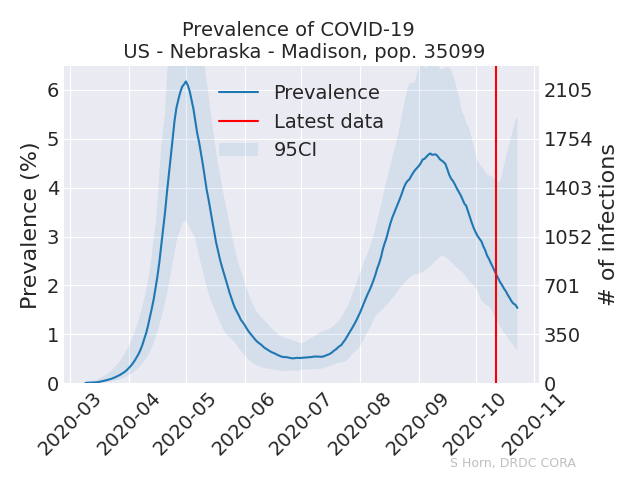 Prevalence of COVID-19
US - Nebraska - Madison, pop. 35099
Prevalence
Latest data
95CI
Prevalence (%)
6
5
4
3
2
1
0
2105
1754
1403
1052
701
350
0
# of infections
2020-03
2020-04
2020-05
2020-06
2020-07
2020-08
2020-09
2020-10
2020-11
S Horn, DRDC CORA